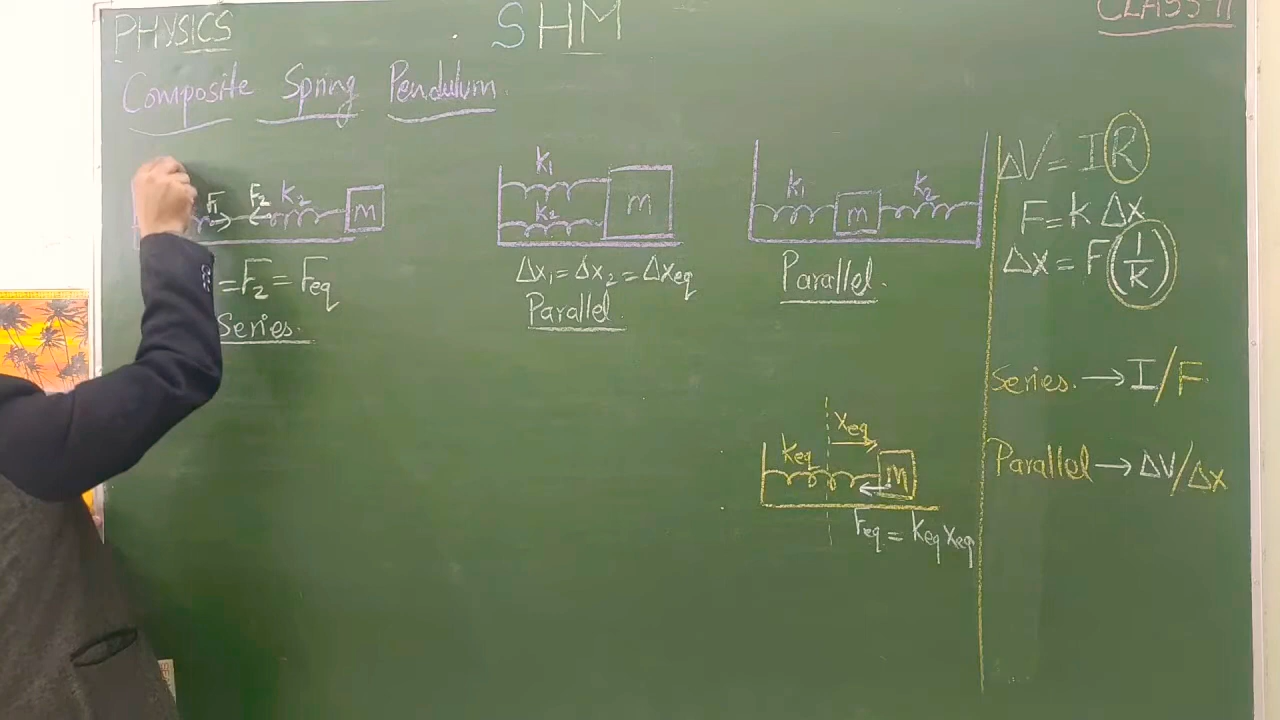 PHYSICS
SHM
CLASS-11
Composite Spring Pendulum
F₁ F₂ K₂ m
= F₂ = Feq
Series.
K₁
K₂
m
Δx₁ = Δx₂ = Δxeq
Parallel
K₁ m K₂
Parallel.
ΔV = IR
F = K Δx
Δx = F(1/K)
Series. → I/F
Parallel → ΔV/Δx
xeq
Keq m
Feq = Keq xeq